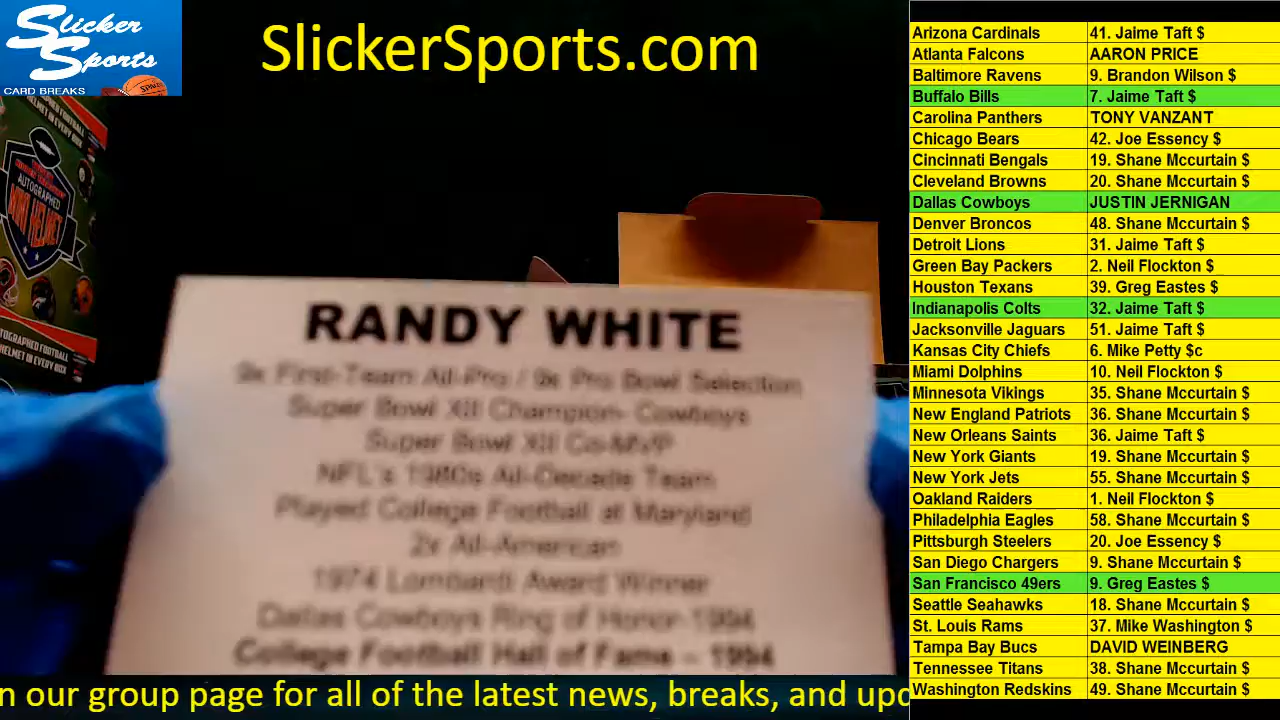 Slicker
Sports
CARD BREAKS
SlickerSports.com
AUTOGRAPHED
MINI HELMET
RANDY WHITE
9x First-Team All-Pro / 9x Pro Bowl Selection
Super Bowl XII Champion- Cowboys
Super Bowl XII Co-MVP
NFL's 1980s All-Decade Team
Played College Football at Maryland
2x All-American
1974 Lombardi Award Winner
Dallas Cowboys Ring of Honor-1994
College Football Hall of Fame – 1994
n our group page for all of the latest news, breaks, and upd
Arizona Cardinals 41. Jaime Taft $
Atlanta Falcons AARON PRICE
Baltimore Ravens 9. Brandon Wilson $
Buffalo Bills 7. Jaime Taft $
Carolina Panthers TONY VANZANT
Chicago Bears 42. Joe Essency $
Cincinnati Bengals 19. Shane Mccurtain $
Cleveland Browns 20. Shane Mccurtain $
Dallas Cowboys JUSTIN JERNIGAN
Denver Broncos 48. Shane Mccurtain $
Detroit Lions 31. Jaime Taft $
Green Bay Packers 2. Neil Flockton $
Houston Texans 39. Greg Eastes $
Indianapolis Colts 32. Jaime Taft $
Jacksonville Jaguars 51. Jaime Taft $
Kansas City Chiefs 6. Mike Petty $c
Miami Dolphins 10. Neil Flockton $
Minnesota Vikings 35. Shane Mccurtain $
New England Patriots 36. Shane Mccurtain $
New Orleans Saints 36. Jaime Taft $
New York Giants 19. Shane Mccurtain $
New York Jets 55. Shane Mccurtain $
Oakland Raiders 1. Neil Flockton $
Philadelphia Eagles 58. Shane Mccurtain $
Pittsburgh Steelers 20. Joe Essency $
San Diego Chargers 9. Shane Mccurtain $
San Francisco 49ers 9. Greg Eastes $
Seattle Seahawks 18. Shane Mccurtain $
St. Louis Rams 37. Mike Washington $
Tampa Bay Bucs DAVID WEINBERG
Tennessee Titans 38. Shane Mccurtain $
Washington Redskins 49. Shane Mccurtain $